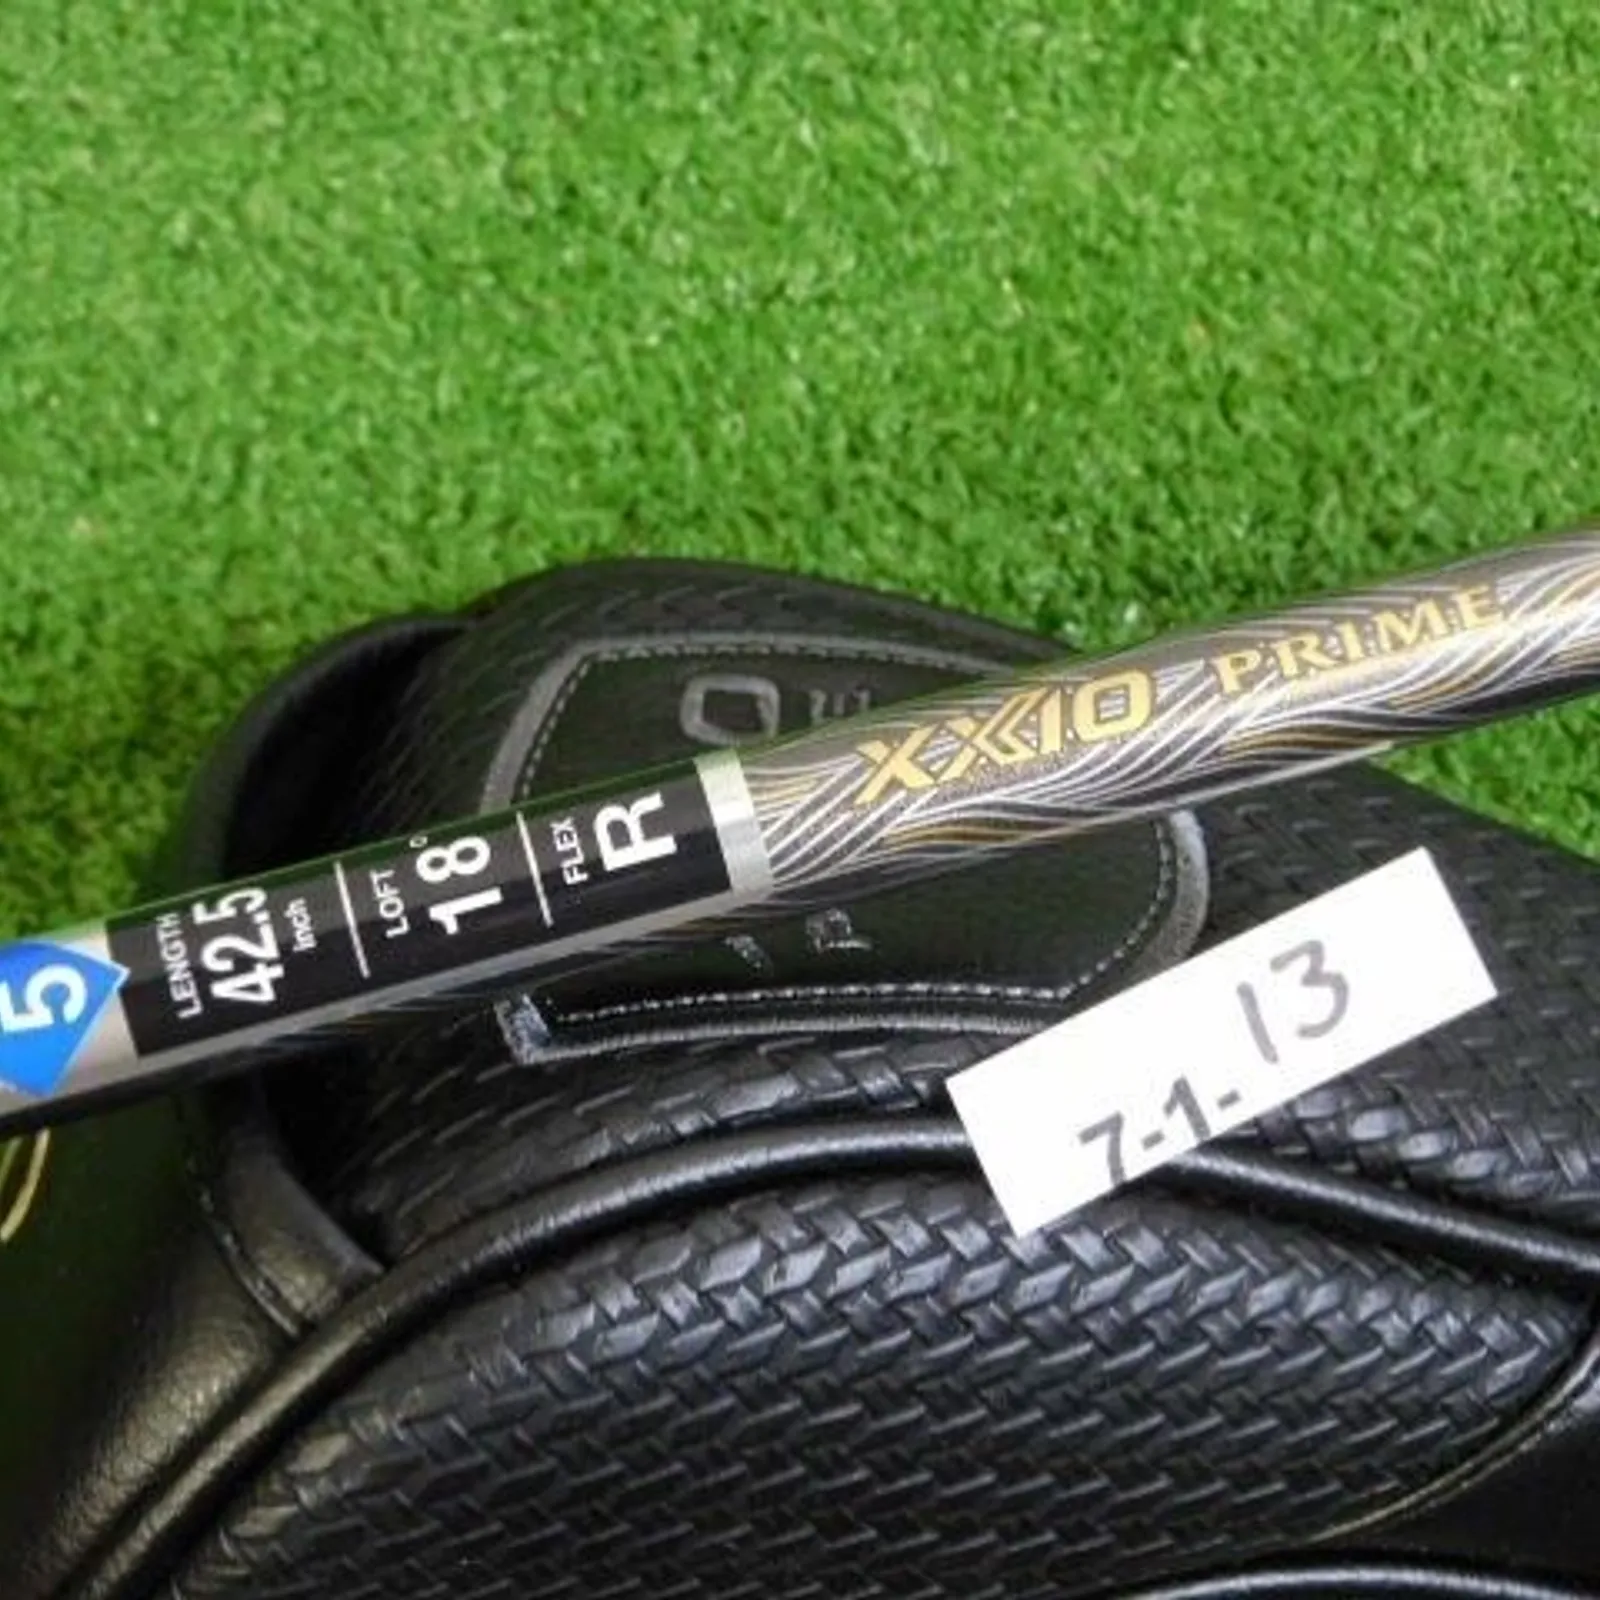 5
LENGTH
42.5
inch
LOFT
18°
FLEX
R
XXIO PRIME
7-1-13